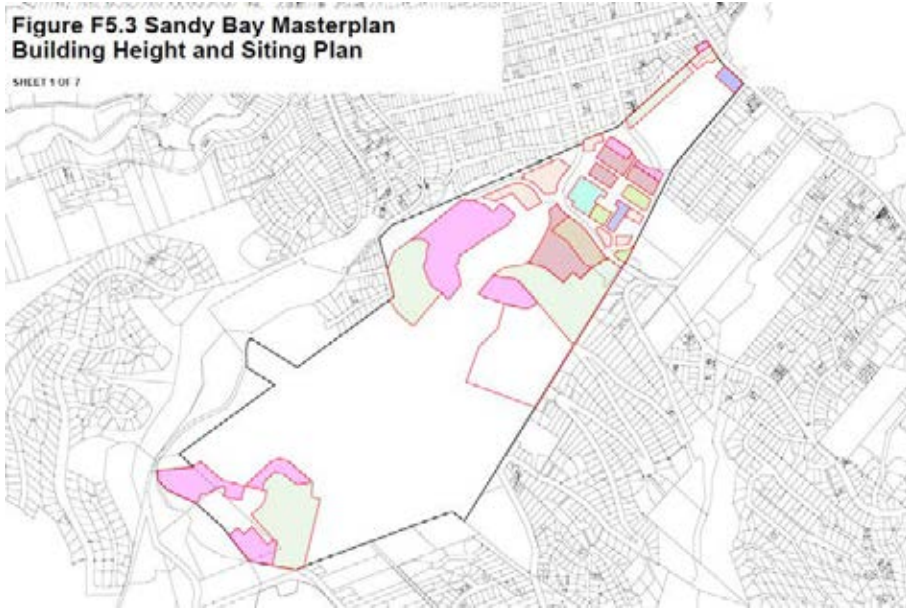 Figure F5.3 Sandy Bay Masterplan
Building Height and Siting Plan
SHEET 1 OF 7